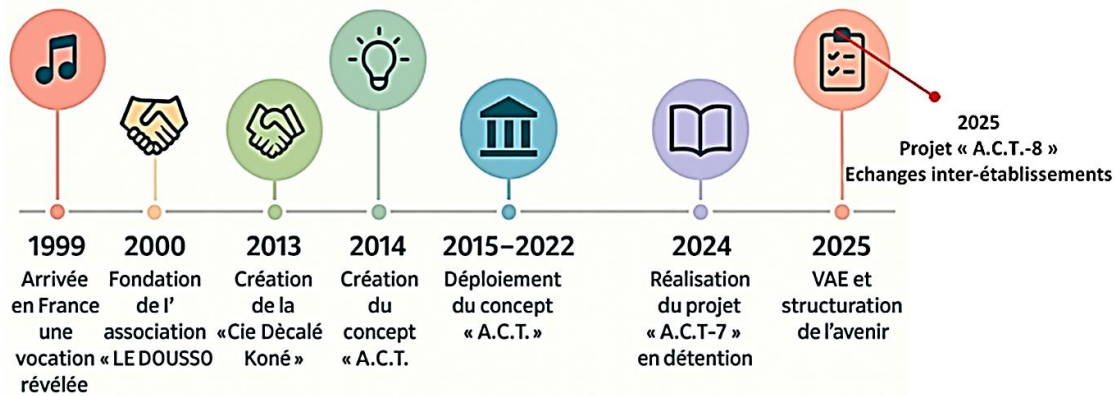 1999
Arrivée
en France
une
vocation
révélée
2000
Fondation
de l'
association
« LE DOUSSO
2013
Création
de la
«Cie Dècalé
Koné »
2014
Création
du
concept
« A.C.T.
2015–2022
Déploiement
du concept
« A.C.T. »
2024
Réalisation
du projet
« A.C.T-7 »
en détention
2025
VAE et
structuration
de l'avenir
2025
Projet « A.C.T.-8 »
Echanges inter-établissements